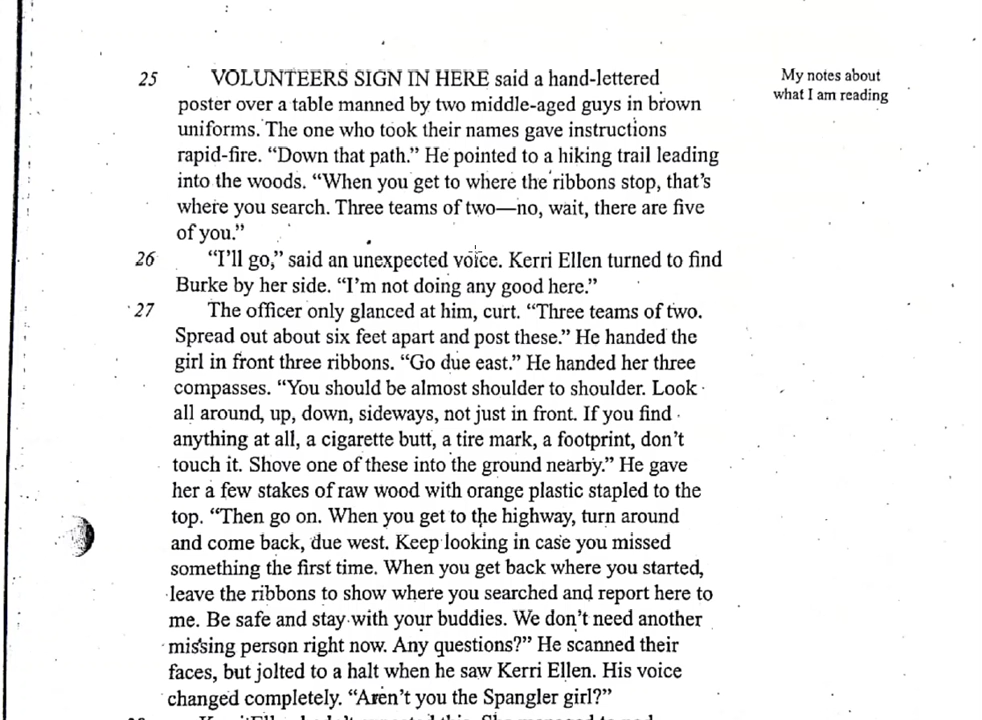 25 VOLUNTEERS SIGN IN HERE said a hand-lettered
poster over a table manned by two middle-aged guys in brown
uniforms. The one who took their names gave instructions
rapid-fire. “Down that path.” He pointed to a hiking trail leading
into the woods. “When you get to where the ribbons stop, that’s
where you search. Three teams of two—no, wait, there are five
of you.”
26 “I’ll go,” said an unexpected voice. Kerri Ellen turned to find
Burke by her side. “I’m not doing any good here.”
27 The officer only glanced at him, curt. “Three teams of two.
Spread out about six feet apart and post these.” He handed the
girl in front three ribbons. “Go due east.” He handed her three
compasses. “You should be almost shoulder to shoulder. Look
all around, up, down, sideways, not just in front. If you find
anything at all, a cigarette butt, a tire mark, a footprint, don’t
touch it. Shove one of these into the ground nearby.” He gave
her a few stakes of raw wood with orange plastic stapled to the
top. “Then go on. When you get to the highway, turn around
and come back, due west. Keep looking in case you missed
something the first time. When you get back where you started,
leave the ribbons to show where you searched and report here to
me. Be safe and stay with your buddies. We don’t need another
missing person right now. Any questions?” He scanned their
faces, but jolted to a halt when he saw Kerri Ellen. His voice
changed completely. “Aren’t you the Spangler girl?”
My notes about
what I am reading